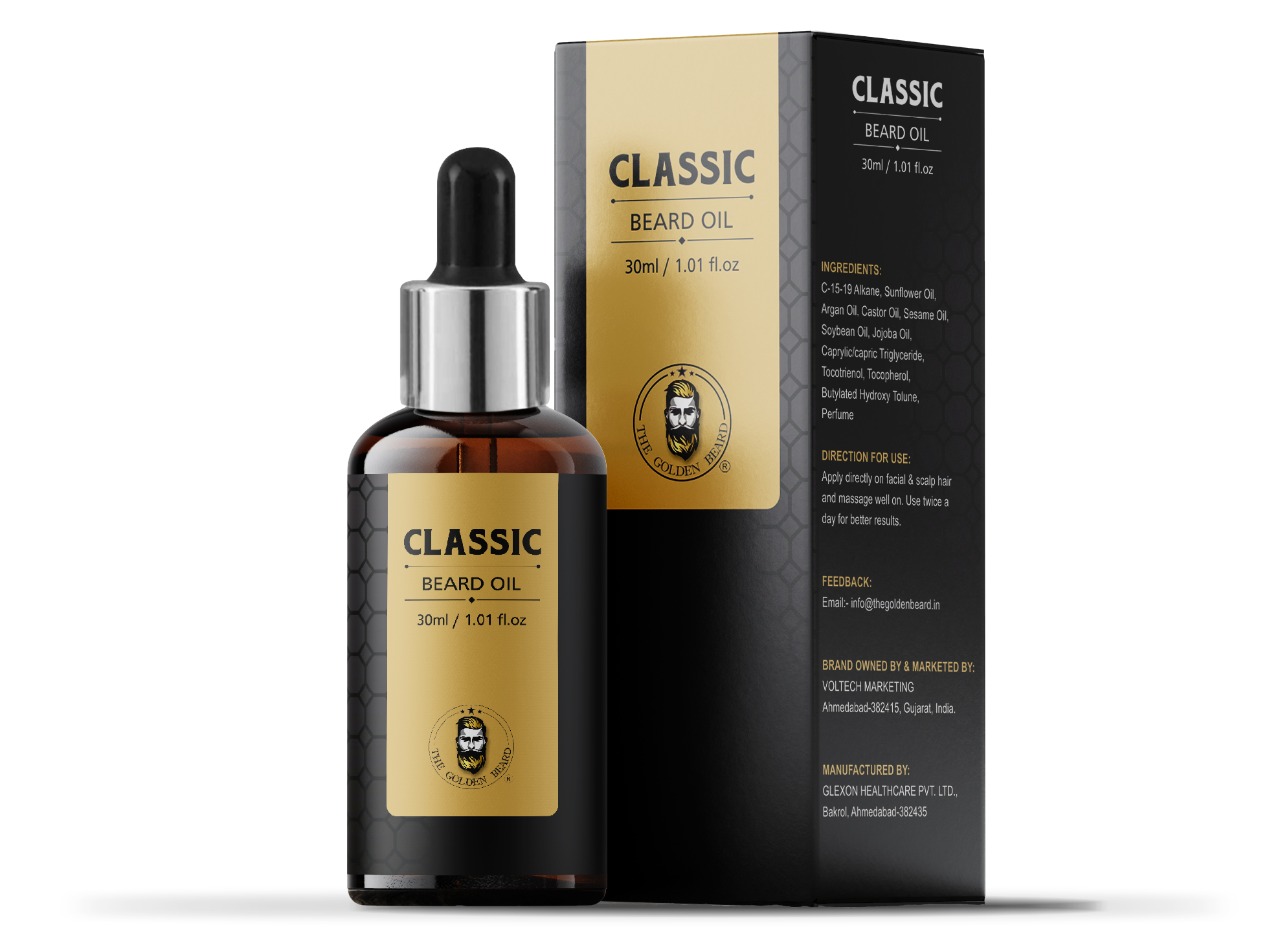 CLASSIC
BEARD OIL
30ml / 1.01 fl.oz
THE GOLDEN BEARD
®
CLASSIC
BEARD OIL
30ml / 1.01 fl.oz
THE GOLDEN BEARD
®
CLASSIC
BEARD OIL
30ml / 1.01 fl.oz
INGREDIENTS:
C-15-19 Alkane, Sunflower Oil,
Argan Oil. Castor Oil, Sesame Oil,
Soybean Oil, Jojoba Oil,
Caprylic/capric Triglyceride,
Tocotrienol, Tocopherol,
Butylated Hydroxy Tolune,
Perfume
DIRECTION FOR USE:
Apply directly on facial & scalp hair
and massage well on. Use twice a
day for better results.
FEEDBACK:
Email:- info@thegoldenbeard.in
BRAND OWNED BY & MARKETED BY:
VOLTECH MARKETING
Ahmedabad-382415, Gujarat, India.
MANUFACTURED BY:
GLEXON HEALTHCARE PVT. LTD.,
Bakrol, Ahmedabad-382435